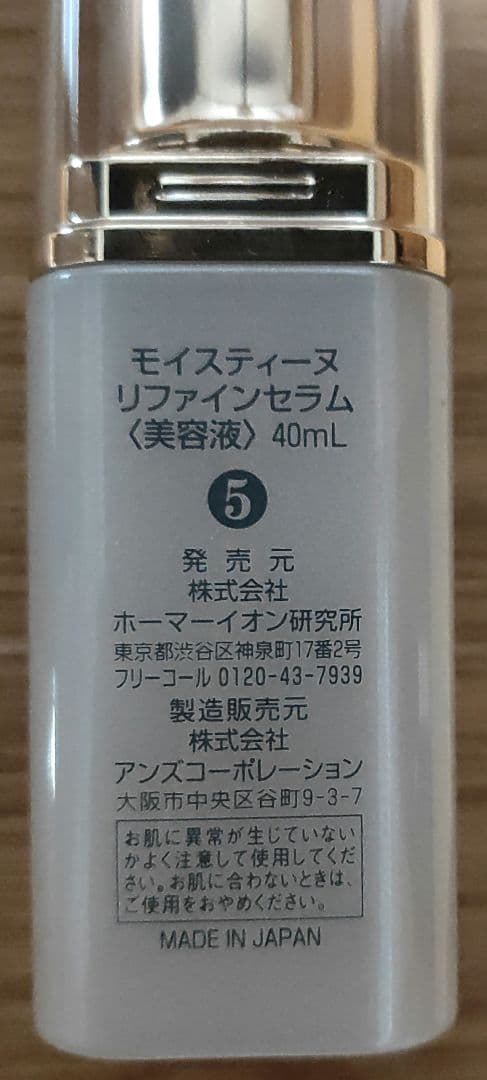 モイスティーヌ
リファインセラム
〈美容液〉 40mL
5
発売元
株式会社
ホーマーイオン研究所
東京都渋谷区神泉町17番2号
フリーコール 0120-43-7939
製造販売元
株式会社
アンズコーポレーション
大阪市中央区谷町9-3-7
お肌に異常が生じていない
かよく注意して使用してくだ
さい。お肌に合わないときは、
ご使用をおやめください。
MADE IN JAPAN